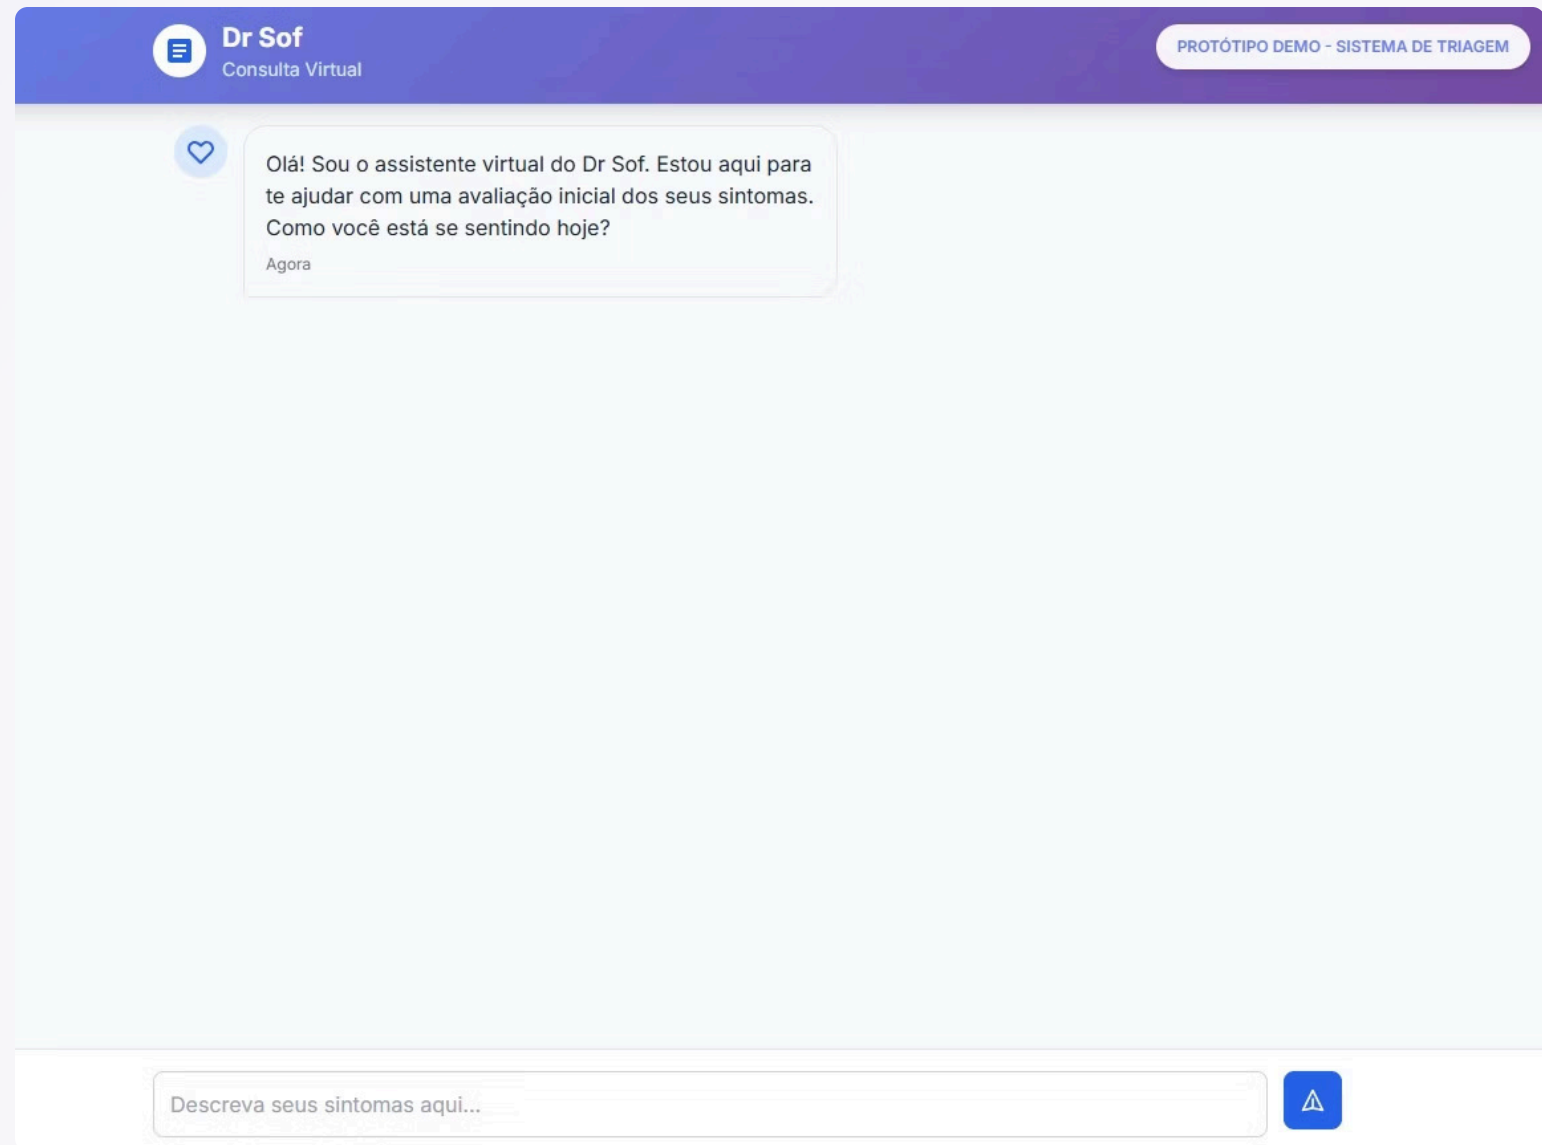 Dr Sof
Consulta Virtual
PROTÓTIPO DEMO - SISTEMA DE TRIAGEM
Olá! Sou o assistente virtual do Dr Sof. Estou aqui para
te ajudar com uma avaliação inicial dos seus sintomas.
Como você está se sentindo hoje?
Agora
Descreva seus sintomas aqui...